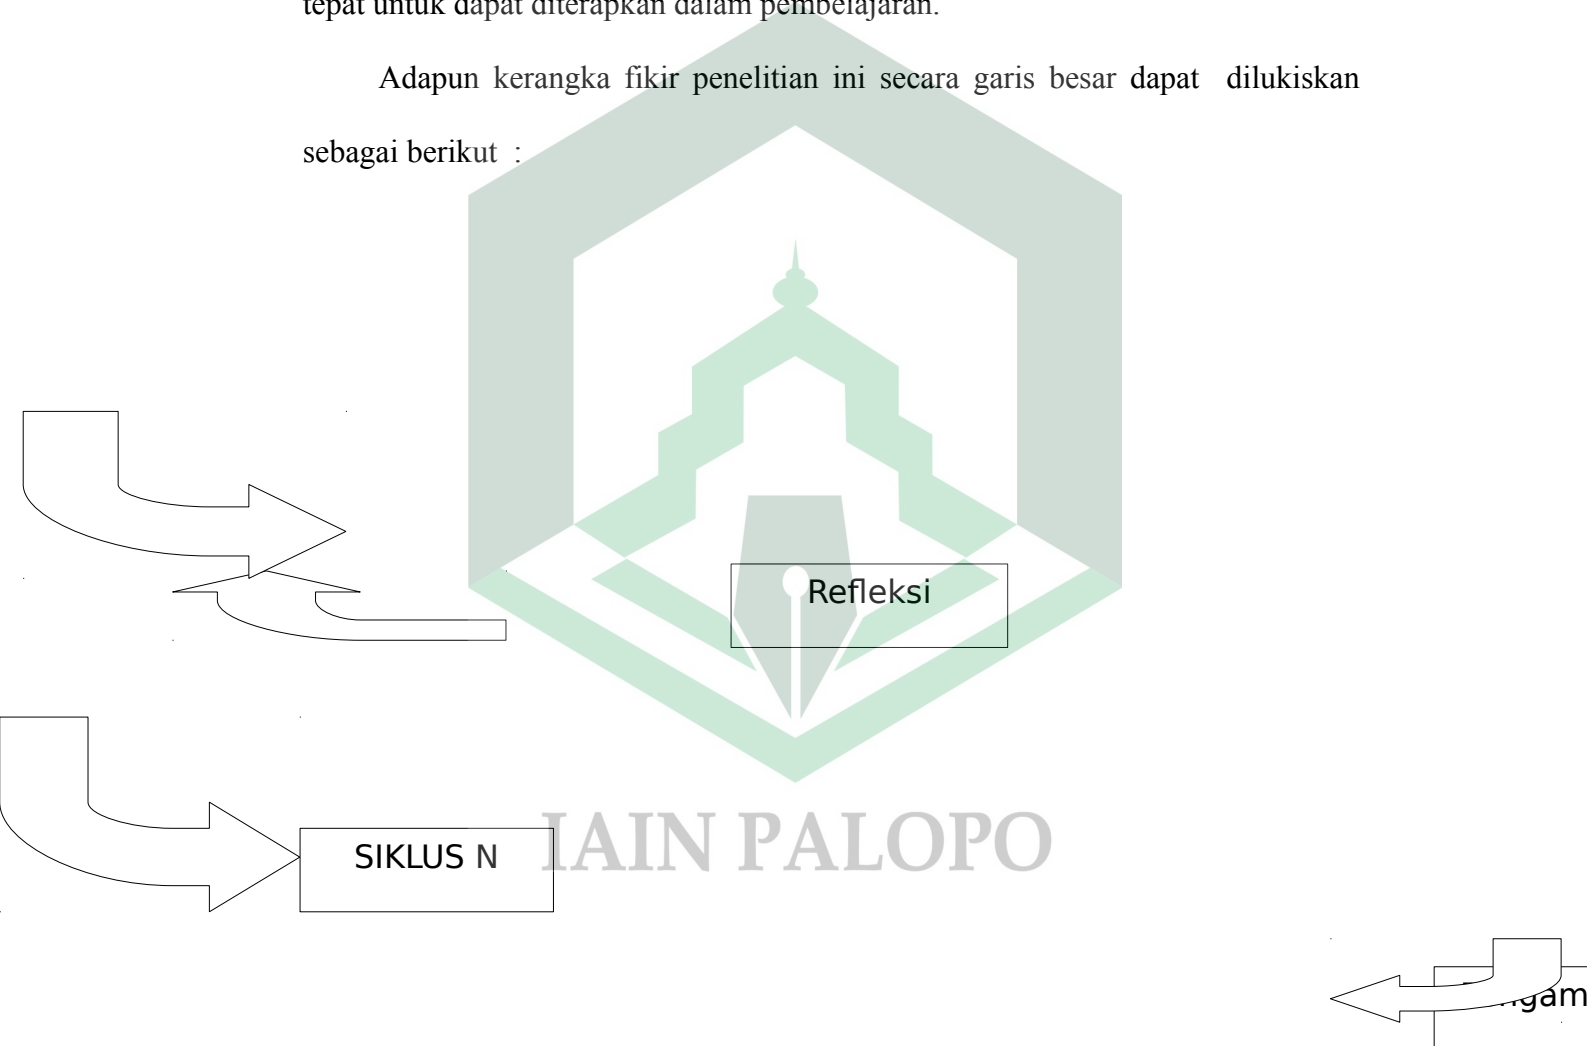 tepat untuk dapat diterapkan dalam pembelajaran.
Adapun kerangka fikir penelitian ini secara garis besar dapat dilukiskan
sebagai berikut :
Refleksi
SIKLUS N
IAIN PALOPO